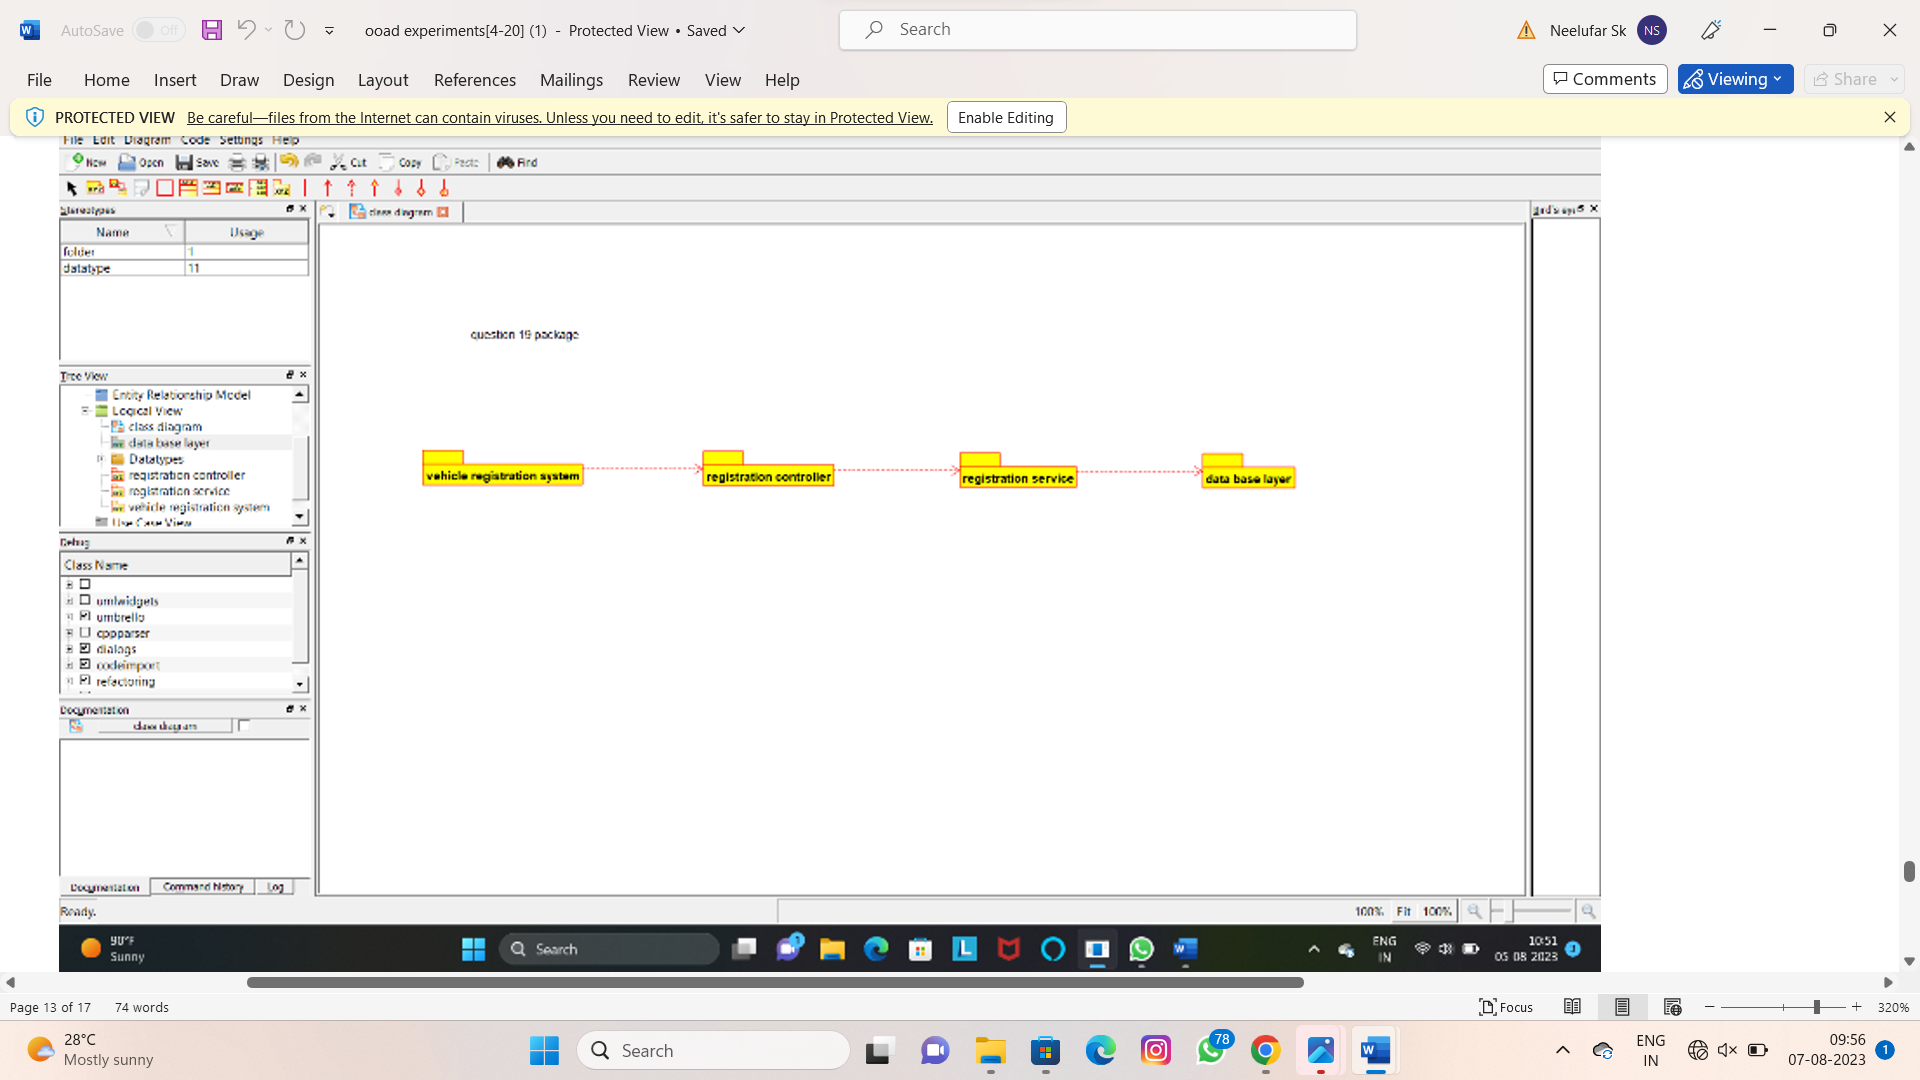 AutoSave Off ooad experiments[4-20] (1) - Protected View • Saved Search Neelufar Sk NS
File Home Insert Draw Design Layout References Mailings Review View Help Comments Viewing Share
PROTECTED VIEW Be careful—files from the Internet can contain viruses. Unless you need to edit, it's safer to stay in Protected View. Enable Editing
File Edit Diagram Code Settings Help
New Open Save Cut Copy Paste Find
Stereotypes class diagram Bird's eye
Name Usage
folder 1
datatype 11
question 19 package
Tree View
Entity Relationship Model
Logical View
class diagram
data base layer
Datatypes
registration controller
registration service
vehicle registration system
Use Case View
vehicle registration system registration controller registration service data base layer
Debug
Class Name
umlwidgets
umbrello
cppparser
dialogs
codeimport
refactoring
Documentation
class diagram
Documentation Command history Log
Ready. 100% Fit 100%
90°F
Sunny
Search
ENG
IN
10:51
05-08-2023
Page 13 of 17 74 words Focus 320%
28°C
Mostly sunny
Search
78
ENG
IN
09:56
07-08-2023
1